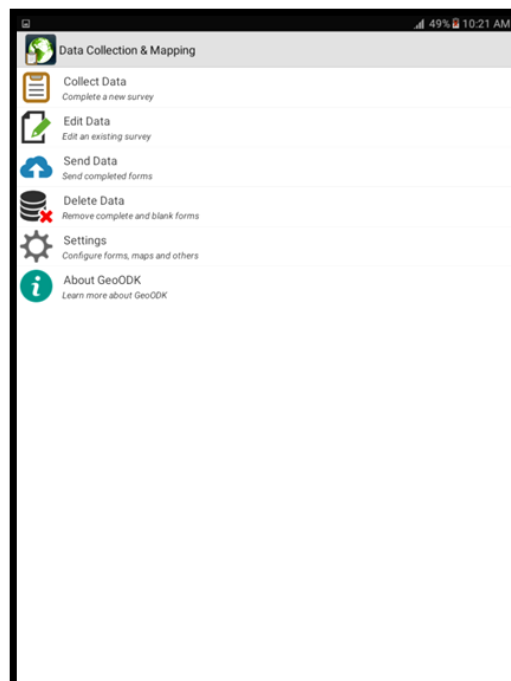 49% 10:21 AM
Data Collection & Mapping
Collect Data
Complete a new survey
Edit Data
Edit an existing survey
Send Data
Send completed forms
Delete Data
Remove complete and blank forms
Settings
Configure forms, maps and others
About GeoODK
Learn more about GeoODK